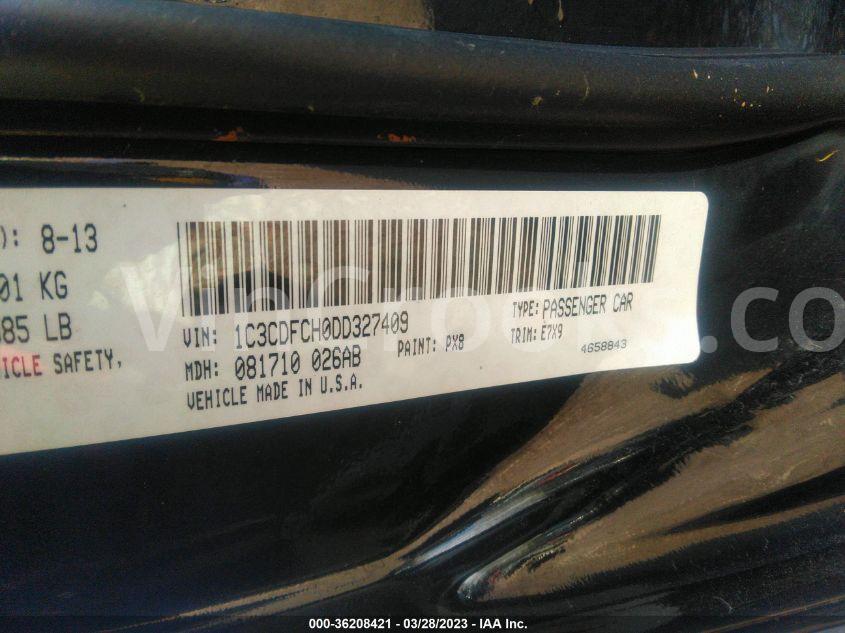 ): 8-13
01 KG
85 LB
ICLE SAFETY,
VIN: 1C3CDFCH0DD327409
TYPE: PASSENGER CAR
MDH: 081710 026AB
PAINT: PX8
TRIM: E7X9
VEHICLE MADE IN U.S.A.
4658843
000-36208421 - 03/28/2023 - IAA Inc.